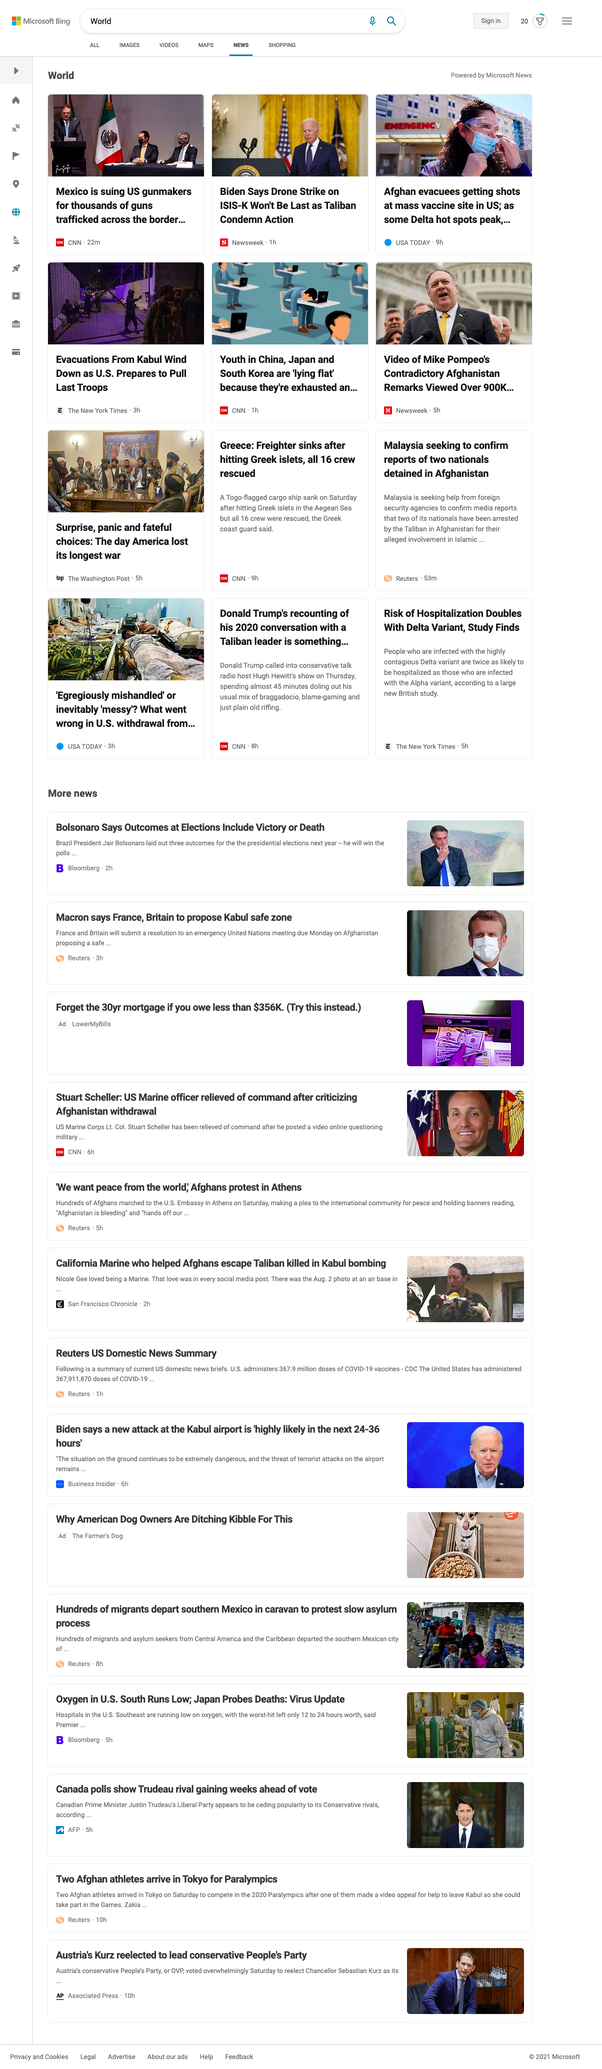 Microsoft Bing
World
Sign in
20
ALL
IMAGES
VIDEOS
MAPS
NEWS
SHOPPING
World
Powered by Microsoft News
EMERGENCY
Mexico is suing US gunmakers
for thousands of guns
trafficked across the border...
CNN · 22m
Biden Says Drone Strike on
ISIS-K Won't Be Last as Taliban
Condemn Action
Newsweek · 1h
Afghan evacuees getting shots
at mass vaccine site in US; as
some Delta hot spots peak,...
USA TODAY · 9h
Evacuations From Kabul Wind
Down as U.S. Prepares to Pull
Last Troops
The New York Times · 3h
Youth in China, Japan and
South Korea are 'lying flat'
because they're exhausted an...
CNN · 1h
Video of Mike Pompeo's
Contradictory Afghanistan
Remarks Viewed Over 900K...
Newsweek · 5h
Surprise, panic and fateful
choices: The day America lost
its longest war
The Washington Post · 5h
Greece: Freighter sinks after
hitting Greek islets, all 16 crew
rescued
A Togo-flagged cargo ship sank on Saturday
after hitting Greek islets in the Aegean Sea
but all 16 crew were rescued, the Greek
coast guard said.
CNN · 9h
Malaysia seeking to confirm
reports of two nationals
detained in Afghanistan
Malaysia is seeking help from foreign
security agencies to confirm media reports
that two of its nationals have been arrested
by the Taliban in Afghanistan for their
alleged involvement in Islamic ...
Reuters · 53m
'Egregiously mishandled' or
inevitably 'messy'? What went
wrong in U.S. withdrawal from...
USA TODAY · 3h
Donald Trump's recounting of
his 2020 conversation with a
Taliban leader is something...
Donald Trump called into conservative talk
radio host Hugh Hewitt's show on Thursday,
spending almost 45 minutes doling out his
usual mix of braggadocio, blame-gaming and
just plain old riffing.
CNN · 8h
Risk of Hospitalization Doubles
With Delta Variant, Study Finds
People who are infected with the highly
contagious Delta variant are twice as likely to
be hospitalized as those who are infected
with the Alpha variant, according to a large
new British study.
The New York Times · 5h
More news
Bolsonaro Says Outcomes at Elections Include Victory or Death
Brazil President Jair Bolsonaro laid out three outcomes for the the presidential elections next year – he will win the
polls ...
Bloomberg · 2h
Macron says France, Britain to propose Kabul safe zone
France and Britain will submit a resolution to an emergency United Nations meeting due Monday on Afghanistan
proposing a safe ...
Reuters · 3h
Forget the 30yr mortgage if you owe less than $356K. (Try this instead.)
Ad LowerMyBills
Stuart Scheller: US Marine officer relieved of command after criticizing
Afghanistan withdrawal
US Marine Corps Lt. Col. Stuart Scheller has been relieved of command after he posted a video online questioning
military ...
CNN · 6h
'We want peace from the world,' Afghans protest in Athens
Hundreds of Afghans marched to the U.S. Embassy in Athens on Saturday, making a plea to the international community for peace and holding banners reading,
"Afghanistan is bleeding" and "hands off our ...
Reuters · 5h
California Marine who helped Afghans escape Taliban killed in Kabul bombing
Nicole Gee loved being a Marine. That love was in every social media post. There was the Aug. 2 photo at an air base in
...
San Francisco Chronicle · 2h
Reuters US Domestic News Summary
Following is a summary of current US domestic news briefs. U.S. administers 367.9 million doses of COVID-19 vaccines - CDC The United States has administered
367,911,870 doses of COVID-19 ...
Reuters · 1h
Biden says a new attack at the Kabul airport is 'highly likely in the next 24-36
hours'
"The situation on the ground continues to be extremely dangerous, and the threat of terrorist attacks on the airport
remains ...
Business Insider · 6h
Why American Dog Owners Are Ditching Kibble For This
Ad The Farmer's Dog
Hundreds of migrants depart southern Mexico in caravan to protest slow asylum
process
Hundreds of migrants and asylum seekers from Central America and the Caribbean departed the southern Mexican city
of ...
Reuters · 8h
Oxygen in U.S. South Runs Low; Japan Probes Deaths: Virus Update
Hospitals in the U.S. Southeast are running low on oxygen, with the worst-hit left only 12 to 24 hours worth, said
Premier ...
Bloomberg · 5h
Canada polls show Trudeau rival gaining weeks ahead of vote
Canadian Prime Minister Justin Trudeau's Liberal Party appears to be ceding popularity to its Conservative rivals,
according ...
AFP · 5h
Two Afghan athletes arrive in Tokyo for Paralympics
Two Afghan athletes arrived in Tokyo on Saturday to compete in the 2020 Paralympics after one of them made a video appeal for help to leave Kabul so she could
take part in the Games. Zakia ...
Reuters · 10h
Austria's Kurz reelected to lead conservative People's Party
Austria's conservative People's Party, or OVP, voted overwhelmingly Saturday to reelect Chancellor Sebastian Kurz as its
...
AP Associated Press · 10h
Privacy and Cookies
Legal
Advertise
About our ads
Help
Feedback
© 2021 Microsoft